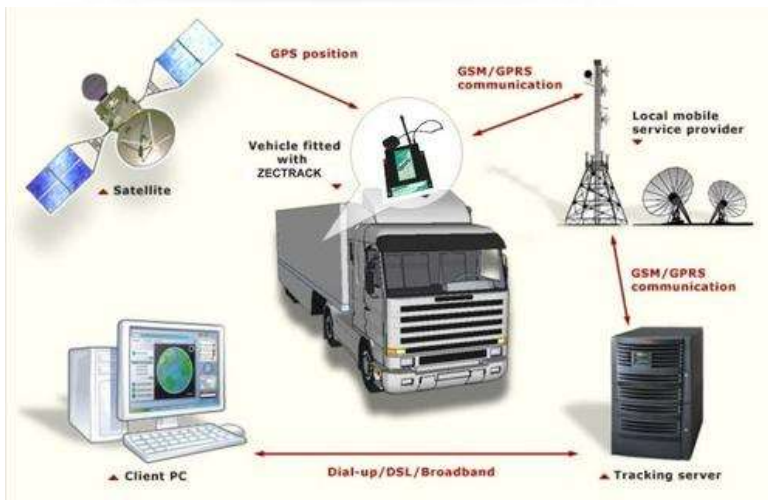 GPS position
GSM/GPRS
communication
Local mobile
service provider
Vehicle fitted
with
ZECTRACK
Satellite
GSM/GPRS
communication
Client PC
Dial-up/DSL/Broadband
Tracking server